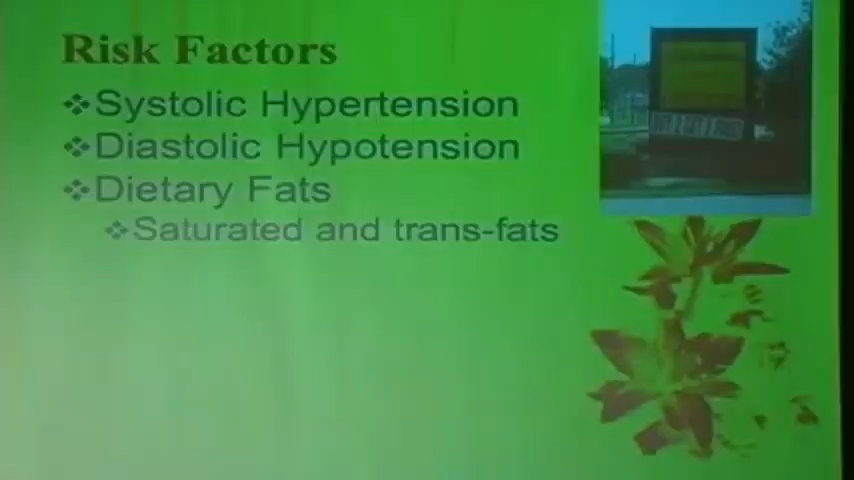 Risk Factors
❖Systolic Hypertension
❖Diastolic Hypotension
❖Dietary Fats
❖Saturated and trans-fats